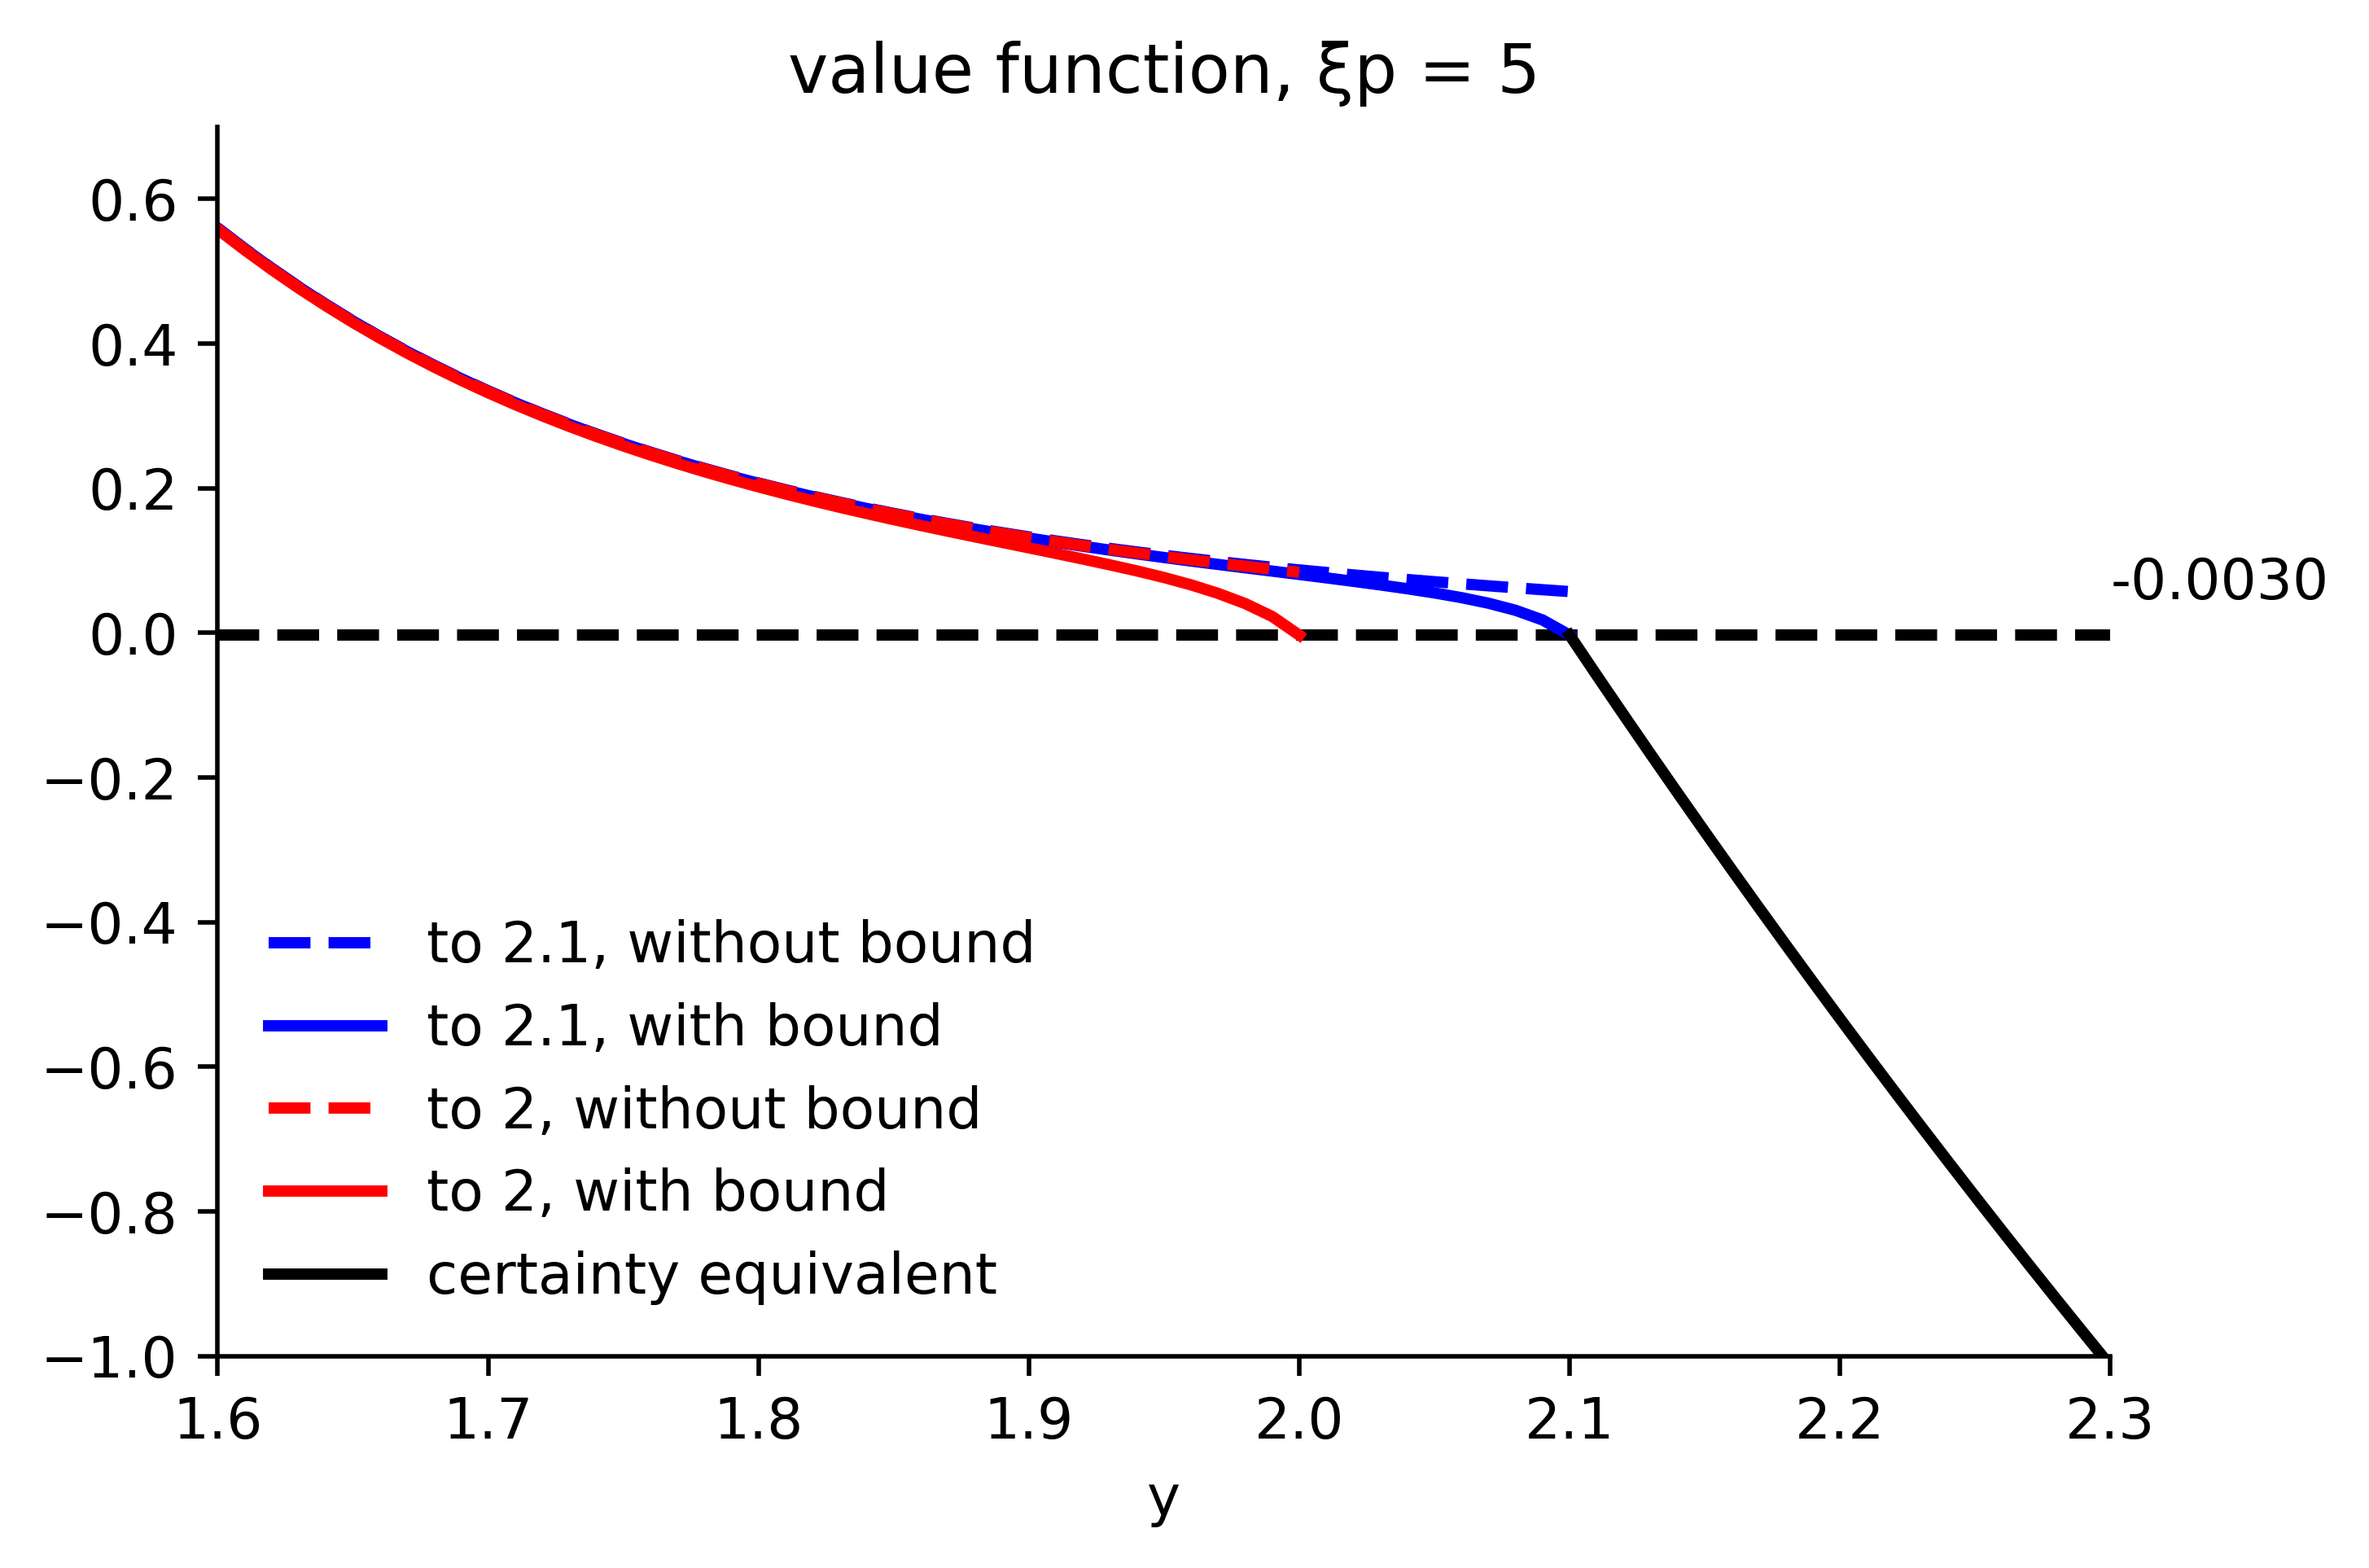 value function, ξp = 5
0.6
0.4
0.2
0.0
−0.2
−0.4
−0.6
−0.8
−1.0
-0.0030
to 2.1, without bound
to 2.1, with bound
to 2, without bound
to 2, with bound
certainty equivalent
1.6 1.7 1.8 1.9 2.0 2.1 2.2 2.3
y